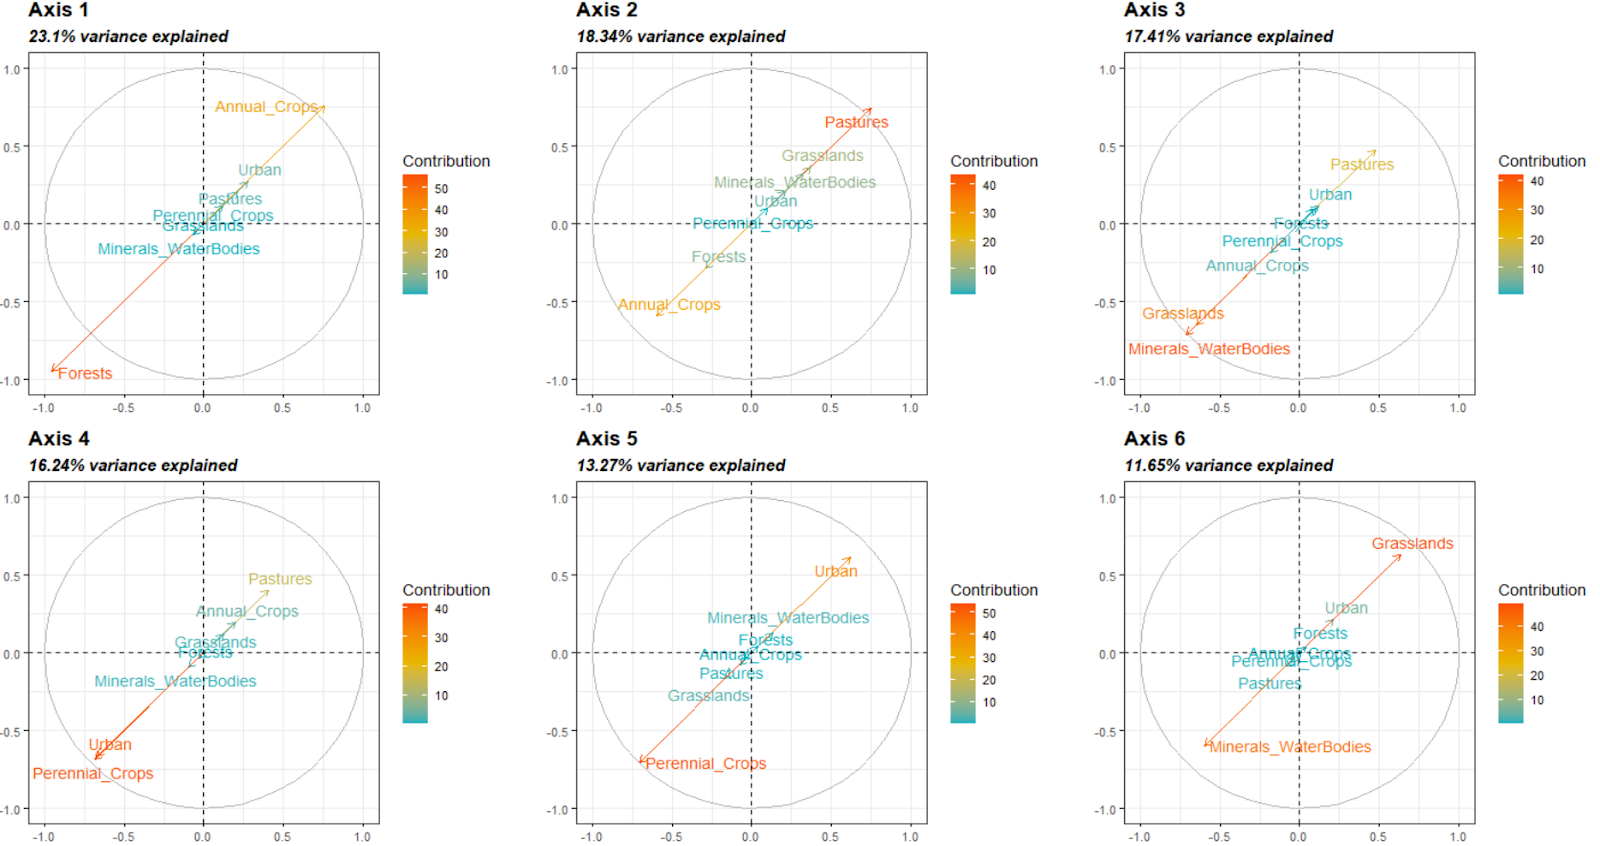 Axis 1
23.1% variance explained
1.0
0.5
0.0
-0.5
-1.0
Annual_Crops
Urban
Pastures
Perennial_Crops
Grasslands
Minerals_WaterBodies
Forests
-1.0 -0.5 0.0 0.5 1.0
Contribution
50
40
30
20
10
Axis 2
18.34% variance explained
1.0
0.5
0.0
-0.5
-1.0
Pastures
Grasslands
Minerals_WaterBodies
Urban
Perennial_Crops
Forests
Annual_Crops
-1.0 -0.5 0.0 0.5 1.0
Contribution
40
30
20
10
Axis 3
17.41% variance explained
1.0
0.5
0.0
-0.5
-1.0
Pastures
Urban
Forests
Perennial_Crops
Annual_Crops
Grasslands
Minerals_WaterBodies
-1.0 -0.5 0.0 0.5 1.0
Contribution
40
30
20
10
Axis 4
16.24% variance explained
1.0
0.5
0.0
-0.5
-1.0
Pastures
Annual_Crops
Grasslands
Forests
Minerals_WaterBodies
Urban
Perennial_Crops
-1.0 -0.5 0.0 0.5 1.0
Contribution
40
30
20
10
Axis 5
13.27% variance explained
1.0
0.5
0.0
-0.5
-1.0
Urban
Minerals_WaterBodies
Forests
Annual_Crops
Pastures
Grasslands
Perennial_Crops
-1.0 -0.5 0.0 0.5 1.0
Contribution
50
40
30
20
10
Axis 6
11.65% variance explained
1.0
0.5
0.0
-0.5
-1.0
Grasslands
Urban
Forests
Annual_Crops
Perennial_Crops
Pastures
Minerals_WaterBodies
-1.0 -0.5 0.0 0.5 1.0
Contribution
40
30
20
10